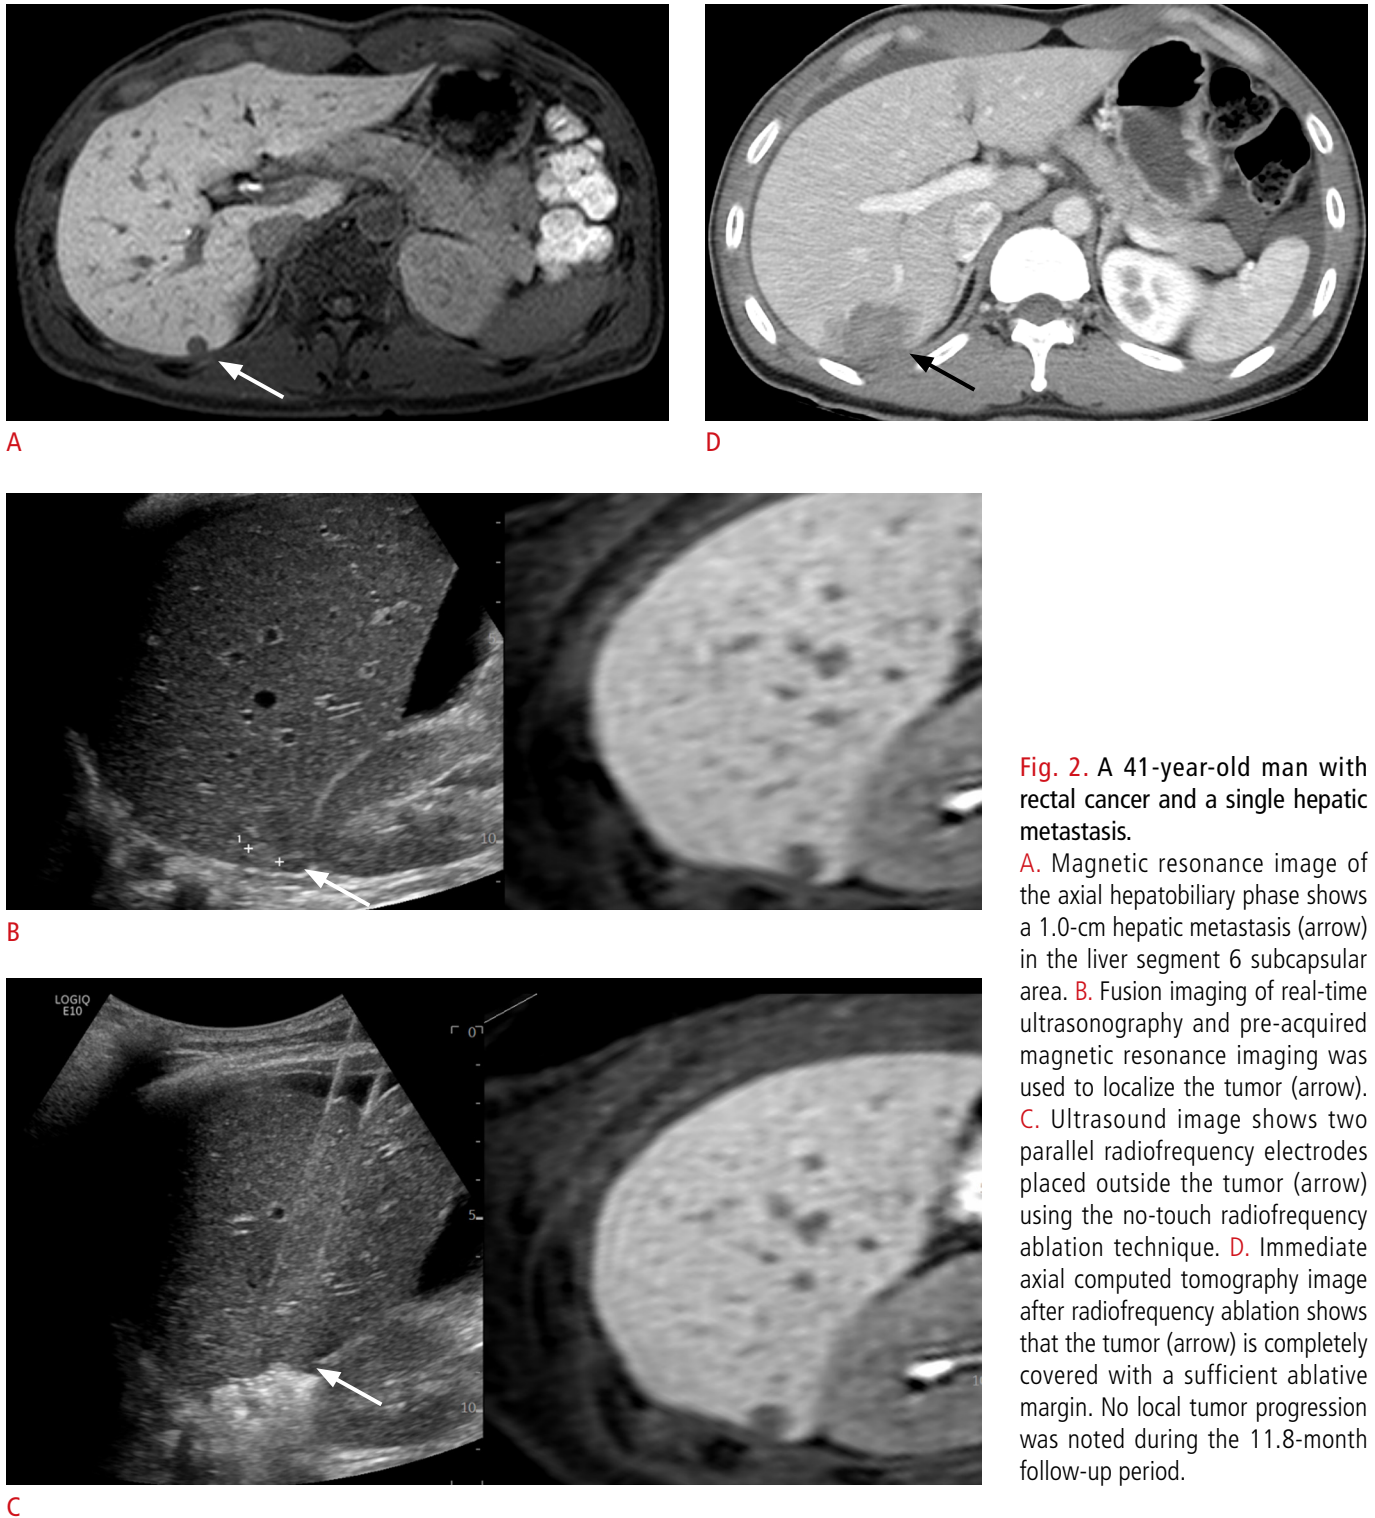 A
D
10
B
LOGIQ
E10
0
5
10
10
C
Fig. 2. A 41-year-old man with
rectal cancer and a single hepatic
metastasis.
A. Magnetic resonance image of
the axial hepatobiliary phase shows
a 1.0-cm hepatic metastasis (arrow)
in the liver segment 6 subcapsular
area. B. Fusion imaging of real-time
ultrasonography and pre-acquired
magnetic resonance imaging was
used to localize the tumor (arrow).
C. Ultrasound image shows two
parallel radiofrequency electrodes
placed outside the tumor (arrow)
using the no-touch radiofrequency
ablation technique. D. Immediate
axial computed tomography image
after radiofrequency ablation shows
that the tumor (arrow) is completely
covered with a sufficient ablative
margin. No local tumor progression
was noted during the 11.8-month
follow-up period.